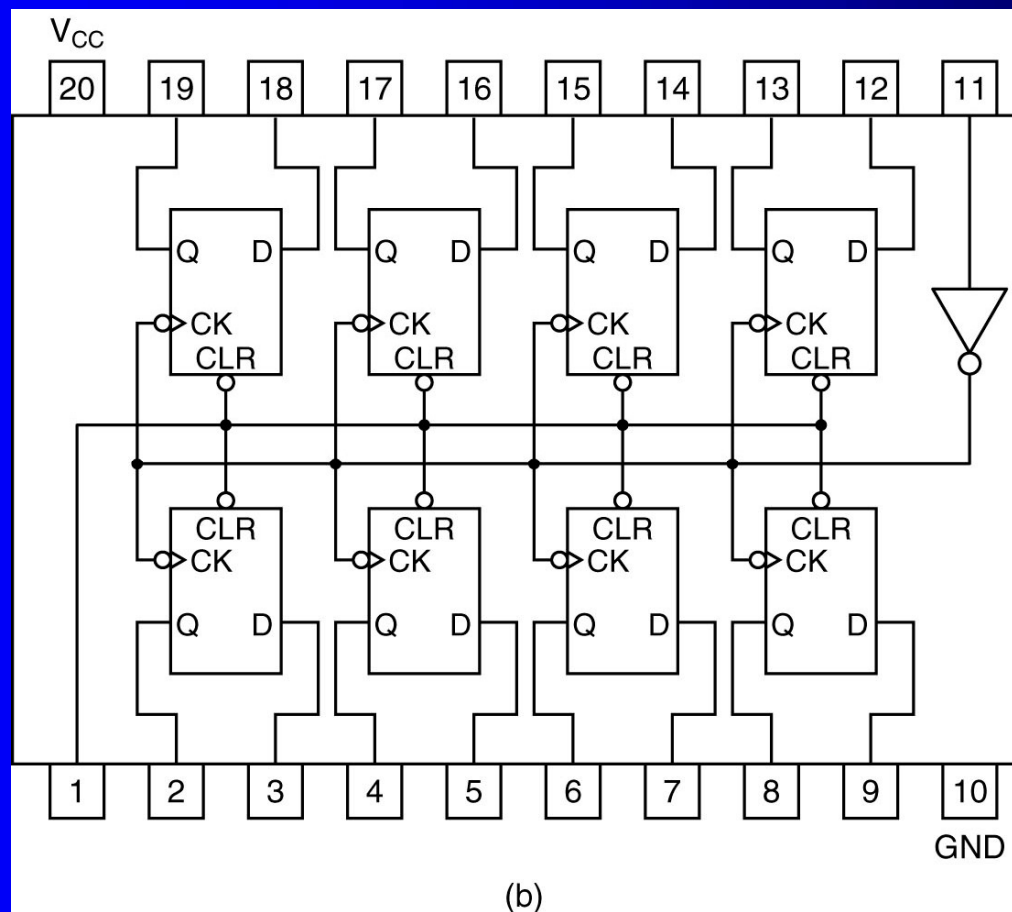 VCC
20 19 18 17 16 15 14 13 12 11
Q D Q D Q D Q D
CK CK CK CK
CLR CLR CLR CLR
CLR CLR CLR CLR
CK CK CK CK
Q D Q D Q D Q D
1 2 3 4 5 6 7 8 9 10
GND
(b)